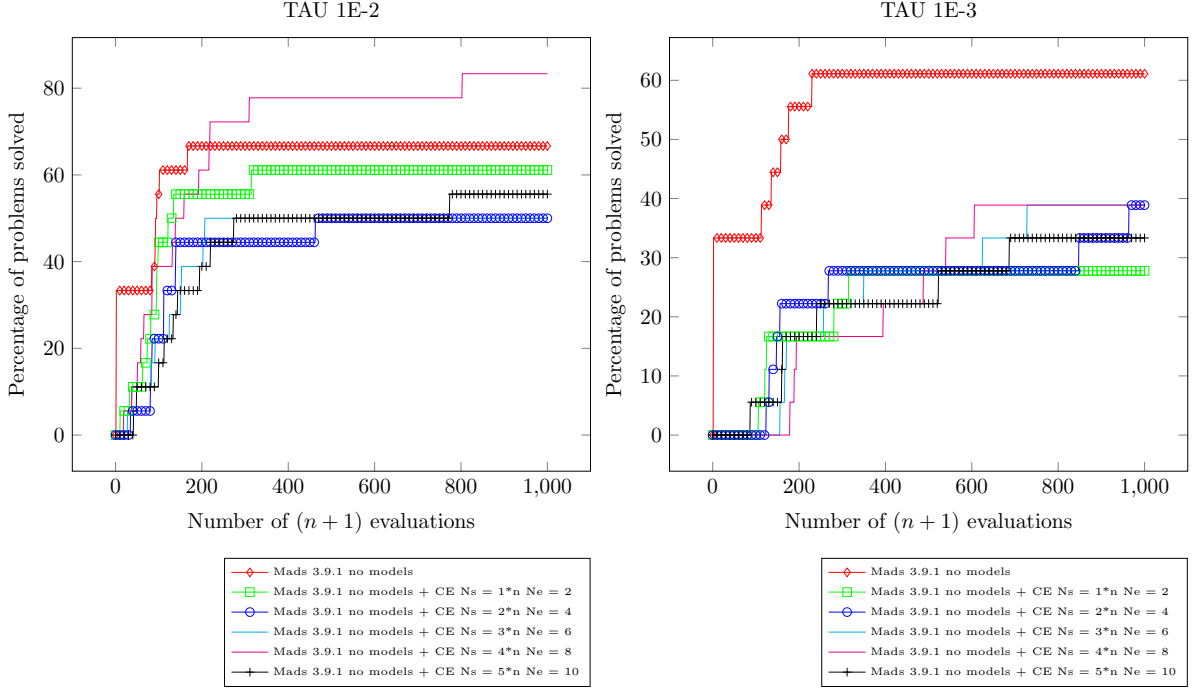 TAU 1E-2
80
60
40
20
0
Percentage of problems solved
0 200 400 600 800 1,000
Number of (n + 1) evaluations
Mads 3.9.1 no models
Mads 3.9.1 no models + CE Ns = 1*n Ne = 2
Mads 3.9.1 no models + CE Ns = 2*n Ne = 4
Mads 3.9.1 no models + CE Ns = 3*n Ne = 6
Mads 3.9.1 no models + CE Ns = 4*n Ne = 8
Mads 3.9.1 no models + CE Ns = 5*n Ne = 10
TAU 1E-3
60
50
40
30
20
10
0
Percentage of problems solved
0 200 400 600 800 1,000
Number of (n + 1) evaluations
Mads 3.9.1 no models
Mads 3.9.1 no models + CE Ns = 1*n Ne = 2
Mads 3.9.1 no models + CE Ns = 2*n Ne = 4
Mads 3.9.1 no models + CE Ns = 3*n Ne = 6
Mads 3.9.1 no models + CE Ns = 4*n Ne = 8
Mads 3.9.1 no models + CE Ns = 5*n Ne = 10